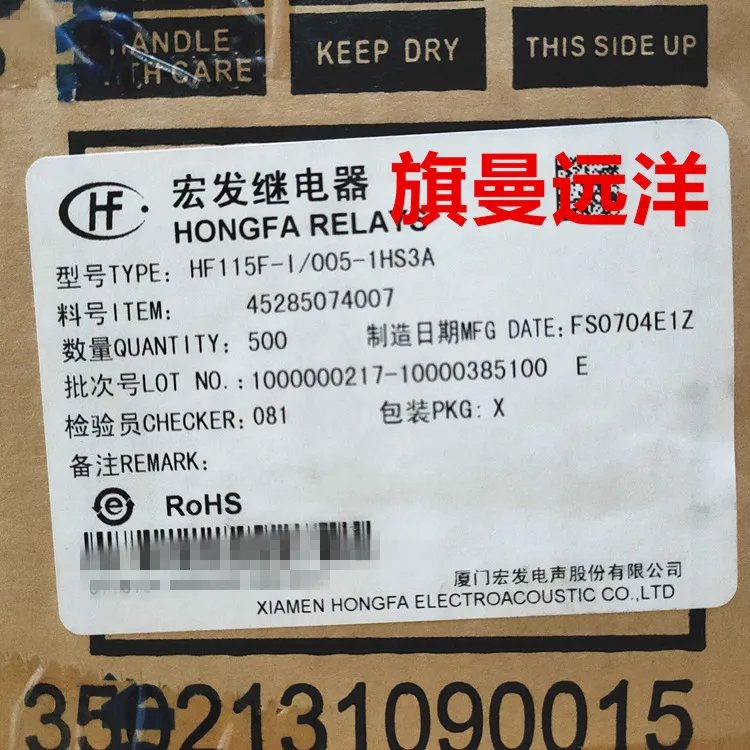 HANDLE
WITH CARE
KEEP DRY
THIS SIDE UP
HF
宏发继电器
旗曼远洋
HONGFA RELAYS
型号TYPE: HF115F-I/005-1HS3A
料号ITEM: 45285074007
数量QUANTITY: 500 制造日期MFG DATE: FS0704E1Z
批次号LOT NO.: 1000000217-10000385100 E
检验员CHECKER: 081 包装PKG: X
备注REMARK:
e RoHS
厦门宏发电声股份有限公司
XIAMEN HONGFA ELECTROACOUSTIC CO.,LTD
3502131090015